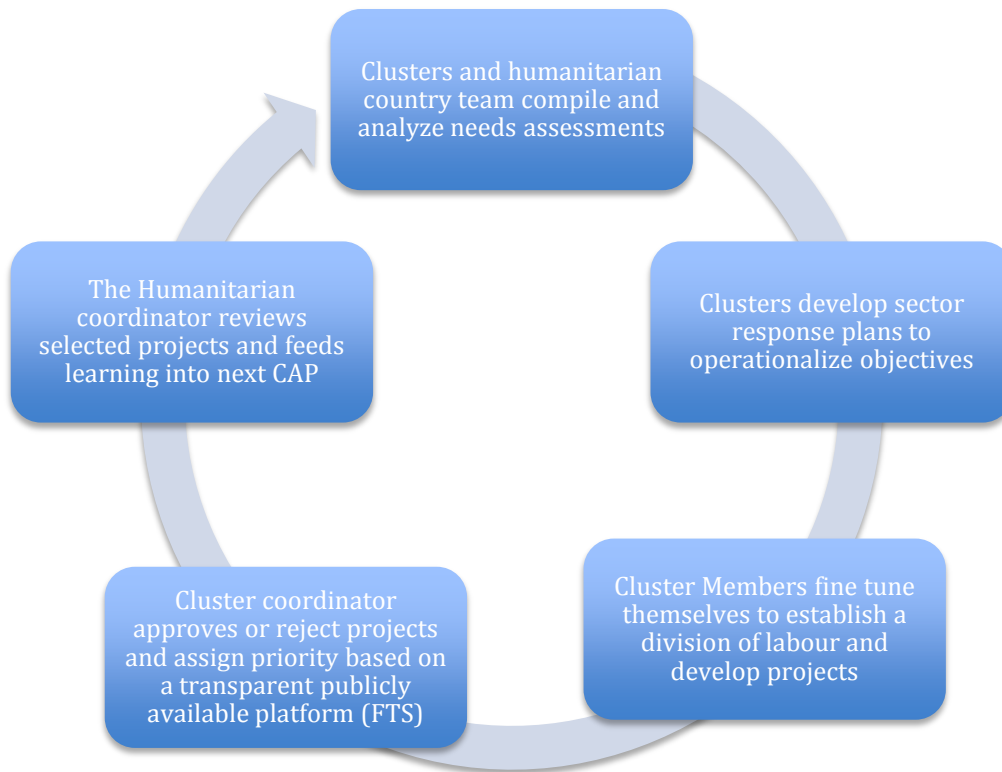 Clusters and humanitarian
country team compile and
analyze needs assessments
Clusters develop sector
response plans to
operationalize objectives
Cluster Members fine tune
themselves to establish a
division of labour and
develop projects
Cluster coordinator
approves or reject projects
and assign priority based on
a transparent publicly
available platform (FTS)
The Humanitarian
coordinator reviews
selected projects and feeds
learning into next CAP